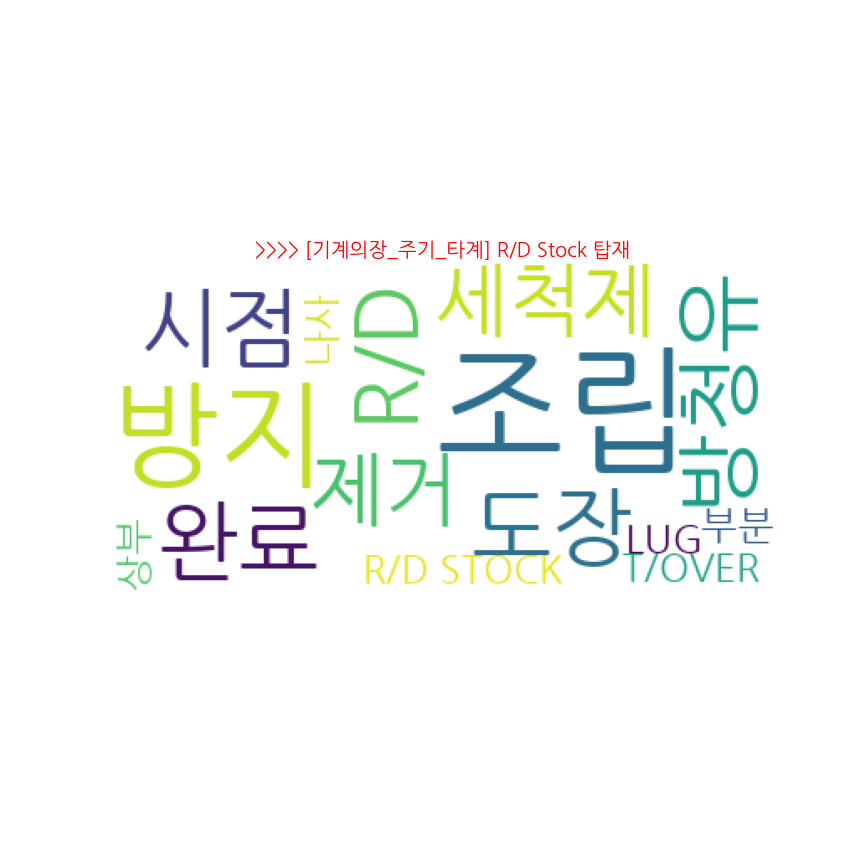 >>>> [기계의장_주기_타계] R/D Stock 탑재
세척제
시점
나사
R/D
방청유
조립
방지
제거
도장
완료
LUG
부분
상부
R/D STOCK
T/OVER